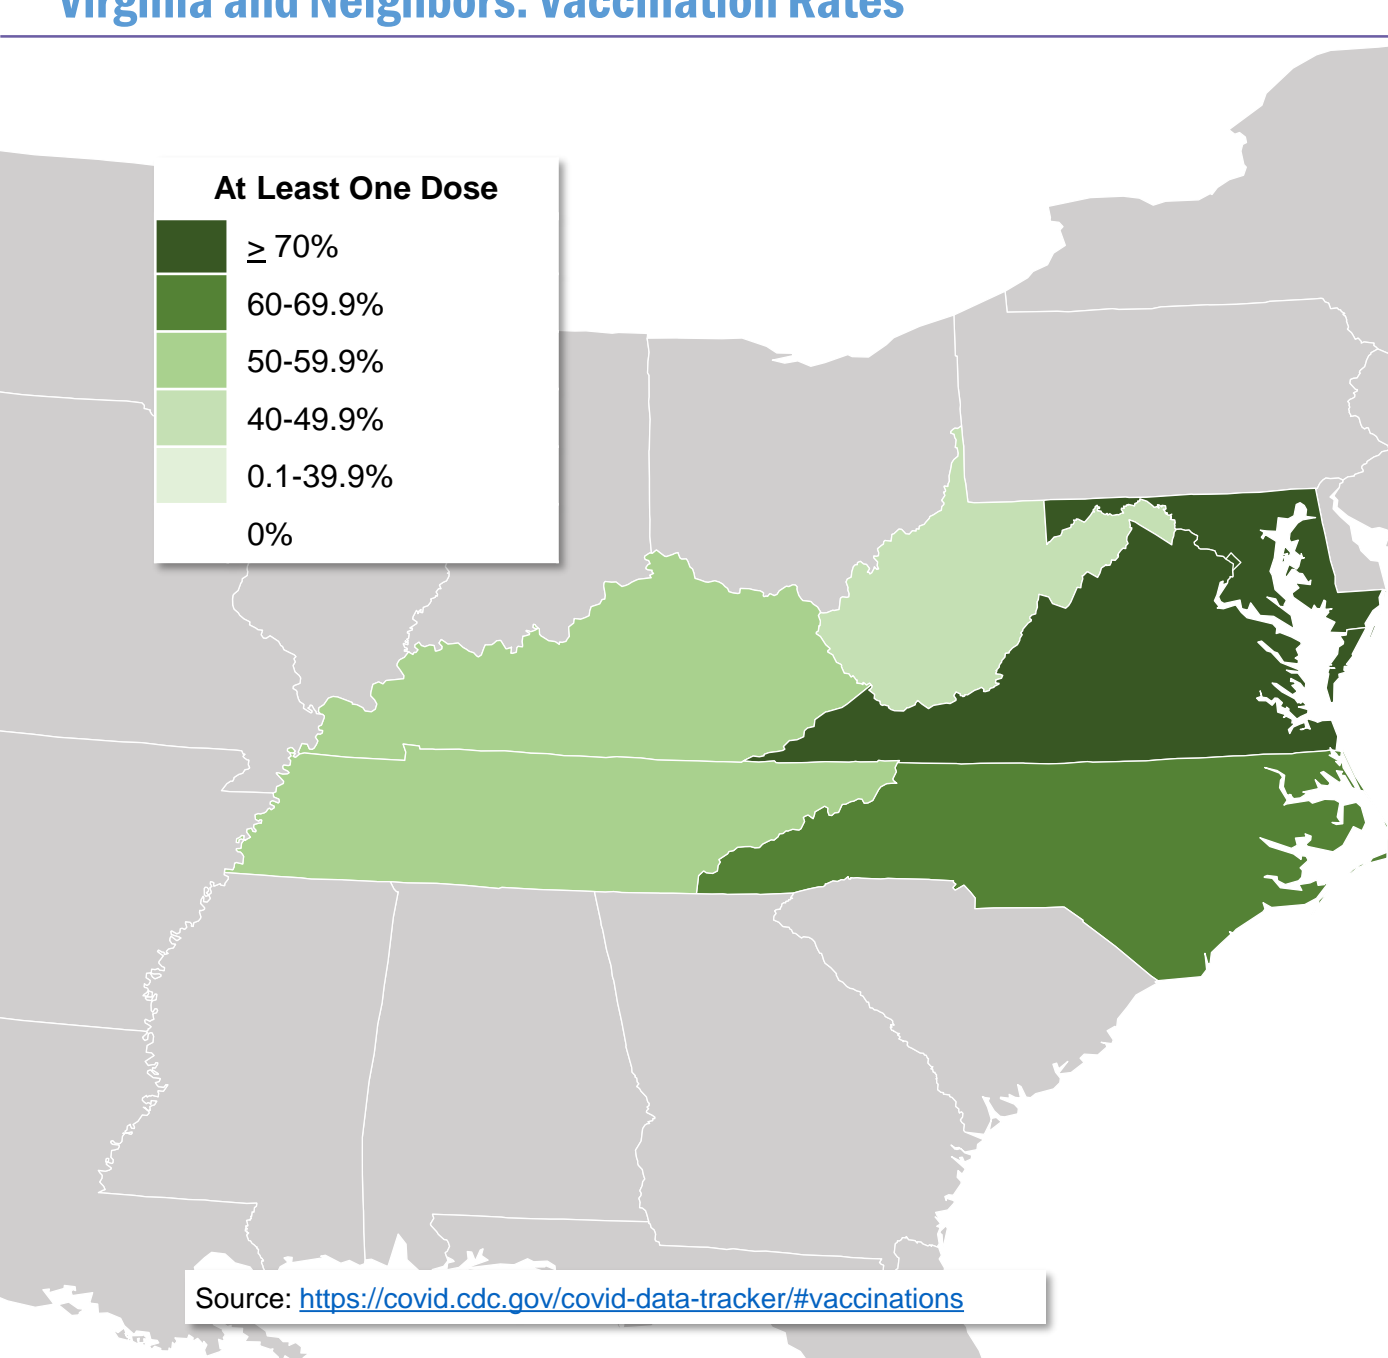 Virginia and Neighbors: Vaccination Rates
At Least One Dose
≥ 70%
60-69.9%
50-59.9%
40-49.9%
0.1-39.9%
0%
Source: https://covid.cdc.gov/covid-data-tracker/#vaccinations